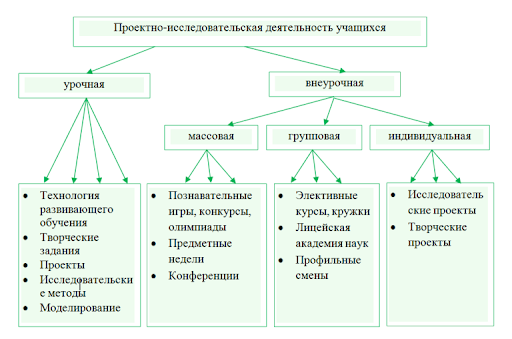 Проектно-исследовательская деятельность учащихся
урочная
внеурочная
массовая
групповая
индивидуальная
• Технология
развивающего
обучения
• Творческие
задания
• Проекты
• Исследовательски
е методы
• Моделирование
• Познавательные
игры, конкурсы,
олимпиады
• Предметные
недели
• Конференции
• Элективные
курсы, кружки
• Лицейская
академия наук
• Профильные
смены
• Исследователь
ские проекты
• Творческие
проекты